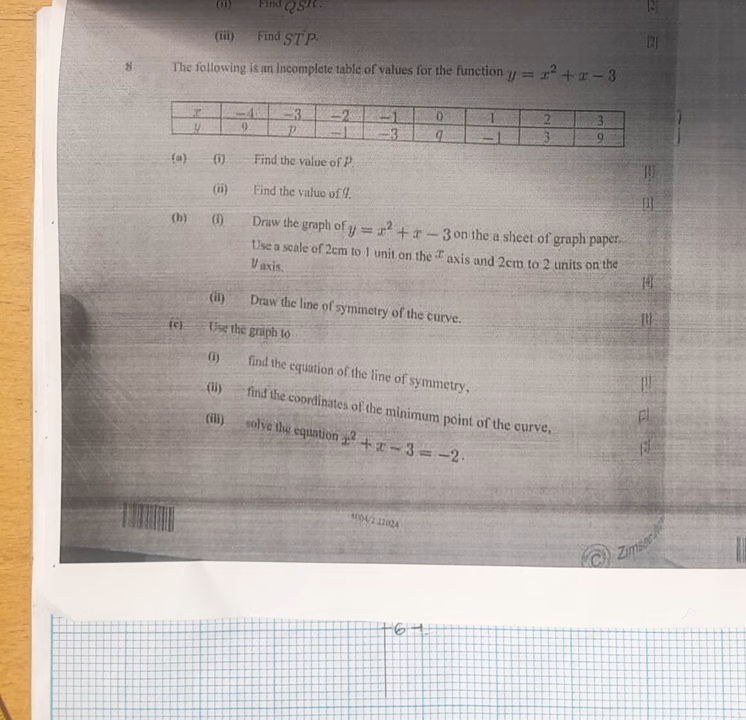 (ii) Find QSR.
(iii) Find STP. [2]
8 The following is an incomplete table of values for the function y = x² + x − 3
x −4 −3 −2 −1 0 1 2 3
y 9 p −1 −3 q −1 3 9
(a) (i) Find the value of P. [1]
(ii) Find the value of q. [1]
(b) (i) Draw the graph of y = x² + x − 3 on the a sheet of graph paper.
Use a scale of 2cm to 1 unit on the x axis and 2cm to 2 units on the
y axis. [4]
(ii) Draw the line of symmetry of the curve. [1]
(c) Use the graph to
(i) find the equation of the line of symmetry, [1]
(ii) find the coordinates of the minimum point of the curve, [2]
(iii) solve the equation x² + x − 3 = −2.
(C) Zimsec
6